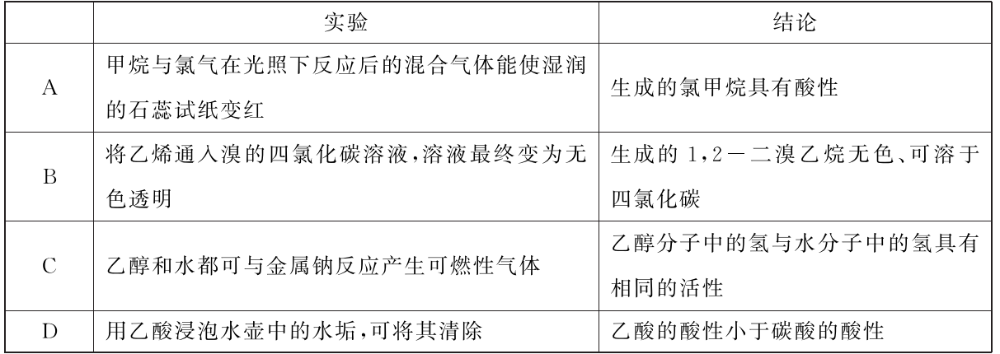 实验 结论
A 甲烷与氯气在光照下反应后的混合气体能使湿润的石蕊试纸变红 生成的氯甲烷具有酸性
B 将乙烯通入溴的四氯化碳溶液,溶液最终变为无色透明 生成的1,2－二溴乙烷无色、可溶于四氯化碳
C 乙醇和水都可与金属钠反应产生可燃性气体 乙醇分子中的氢与水分子中的氢具有相同的活性
D 用乙酸浸泡水壶中的水垢,可将其清除 乙酸的酸性小于碳酸的酸性